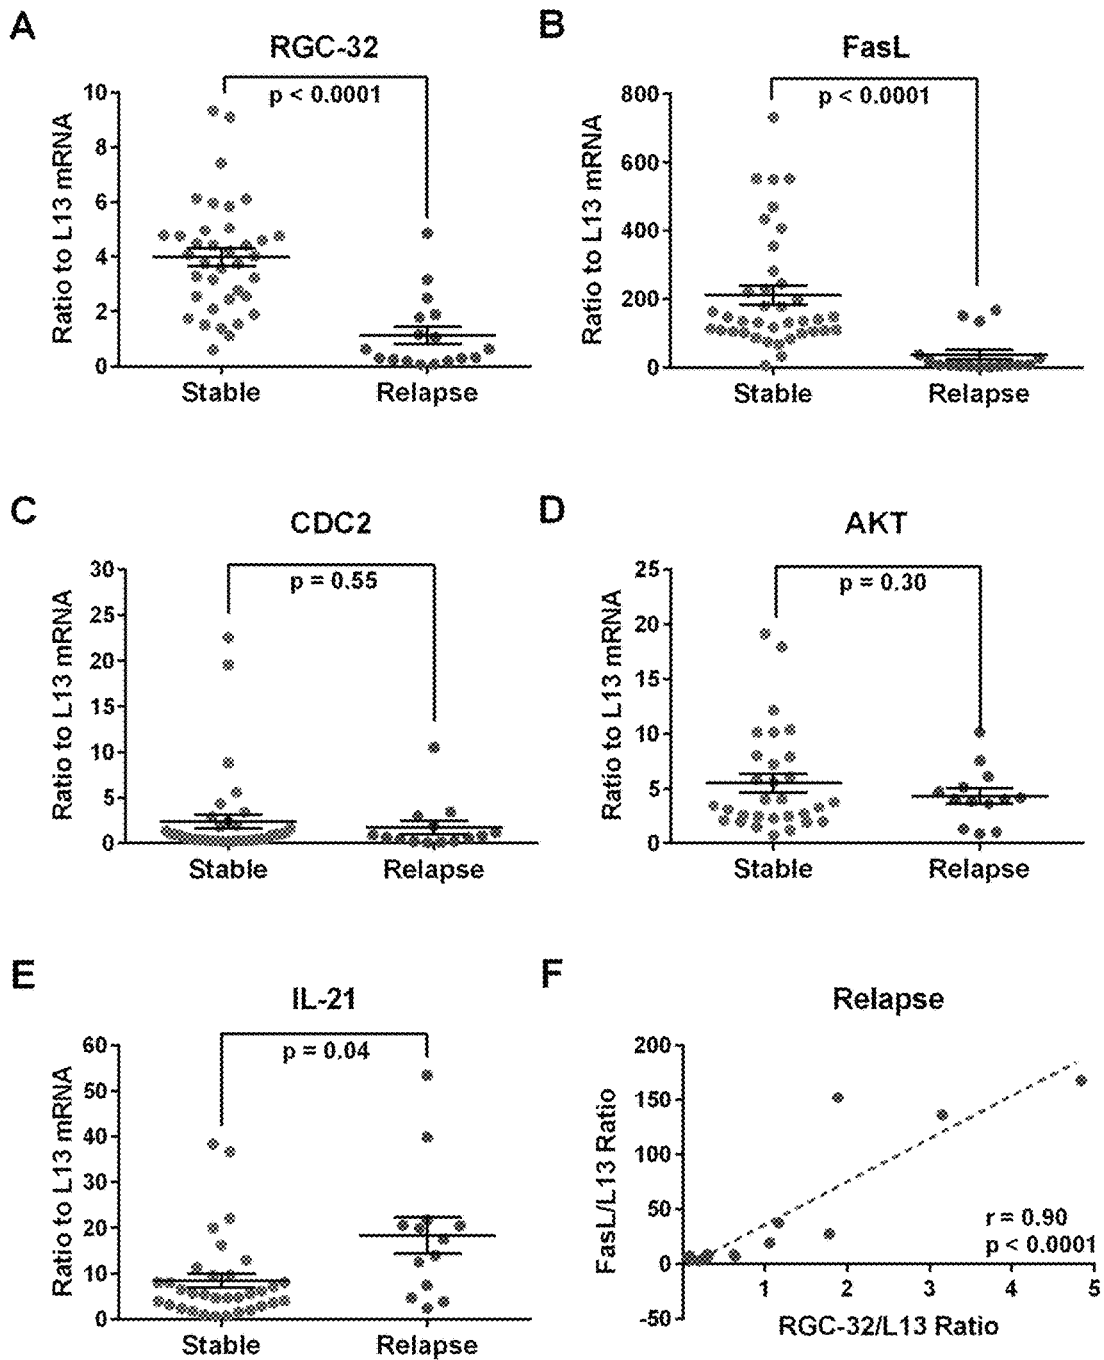 A
RGC-32
p < 0.0001
Ratio to L13 mRNA
10
8
6
4
2
0
Stable Relapse
B
FasL
p < 0.0001
Ratio to L13 mRNA
800
600
400
200
0
Stable Relapse
C
CDC2
p = 0.55
Ratio to L13 mRNA
30
25
20
15
10
5
0
Stable Relapse
D
AKT
p = 0.30
Ratio to L13 mRNA
25
20
15
10
5
0
Stable Relapse
E
IL-21
p = 0.04
Ratio to L13 mRNA
60
50
40
30
20
10
0
Stable Relapse
F
Relapse
FasL/L13 Ratio
200
150
100
50
0
-50
r = 0.90
p < 0.0001
1 2 3 4 5
RGC-32/L13 Ratio